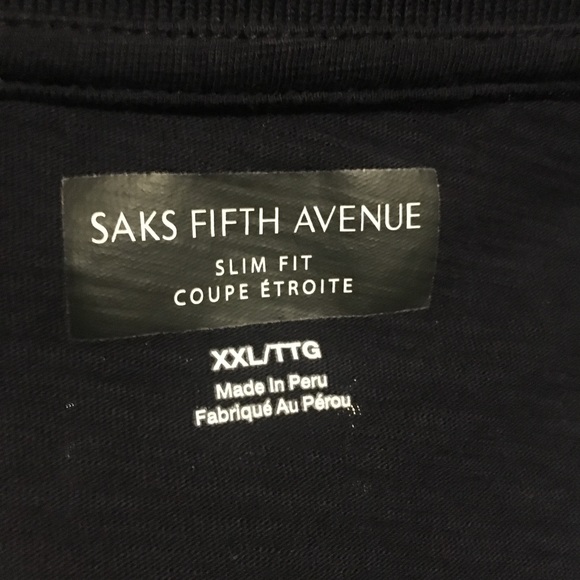 SAKS FIFTH AVENUE
SLIM FIT
COUPE ÉTROITE
XXL/TTG
Made In Peru
Fabriqué Au Pérou